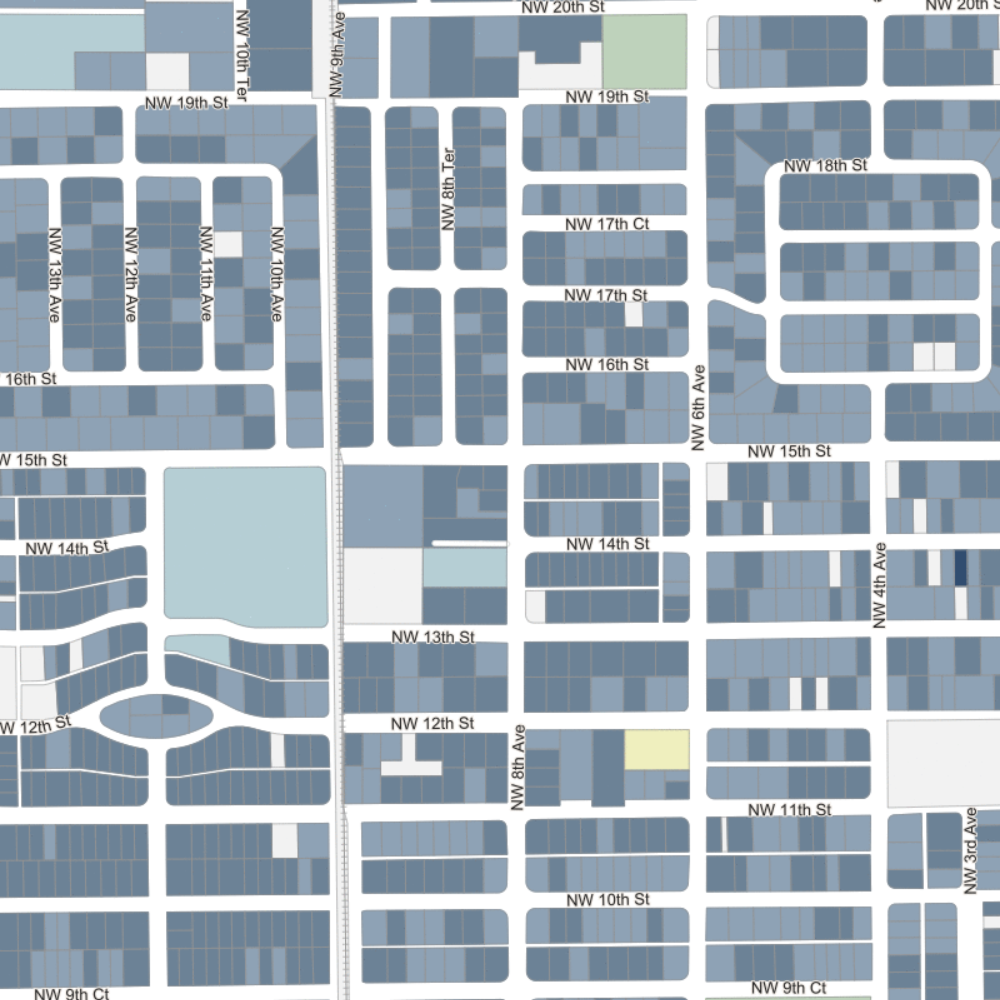 NW 20th St
NW 20th S
NW 10th Ter
NW 9th Ave
NW 19th St
NW 19th St
NW 8th Ter
NW 18th St
NW 17th Ct
NW 13th Ave
NW 12th Ave
NW 11th Ave
NW 10th Ave
NW 17th St
NW 16th St
16th St
NW 6th Ave
NW 15th St
W 15th St
NW 14th St
NW 14th St
NW 4th Ave
NW 13th St
NW 12th St
W 12th St
NW 8th Ave
NW 11th St
NW 3rd Ave
NW 10th St
NW 9th Ct
NW 9th Ct